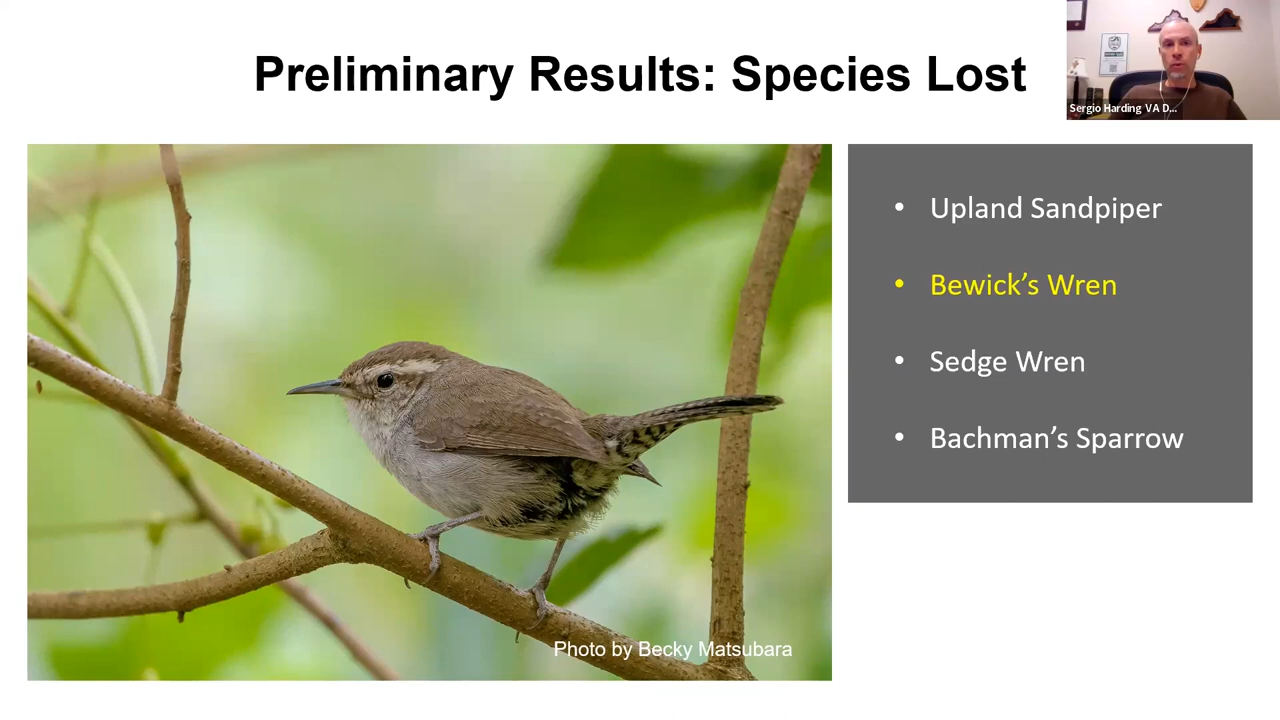 Preliminary Results: Species Lost
Sergio Harding VA D...
• Upland Sandpiper
• Bewick’s Wren
• Sedge Wren
• Bachman’s Sparrow
Photo by Becky Matsubara